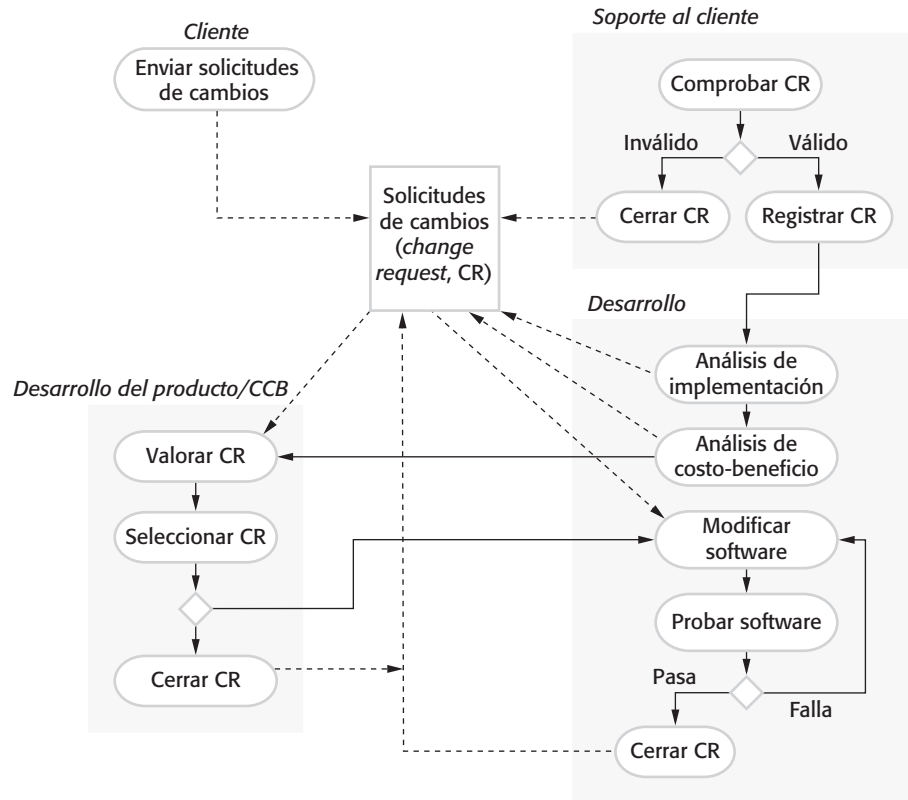 Cliente
Enviar solicitudes
de cambios
Soporte al cliente
Comprobar CR
Inválido
Válido
Cerrar CR
Registrar CR
Solicitudes
de cambios
(change
request, CR)
Desarrollo
Análisis de
implementación
Análisis de
costo-beneficio
Desarrollo del producto/CCB
Valorar CR
Seleccionar CR
Cerrar CR
Modificar
software
Probar software
Pasa
Falla
Cerrar CR